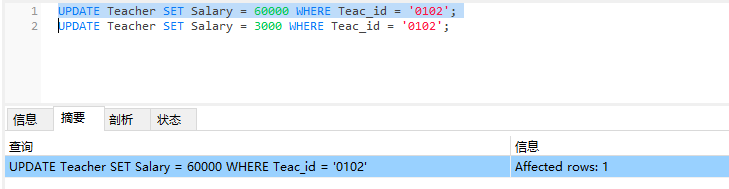 1 UPDATE Teacher SET Salary = 60000 WHERE Teac_id = '0102';
2 UPDATE Teacher SET Salary = 3000 WHERE Teac_id = '0102';
信息 摘要 剖析 状态
查询 信息
UPDATE Teacher SET Salary = 60000 WHERE Teac_id = '0102' Affected rows: 1